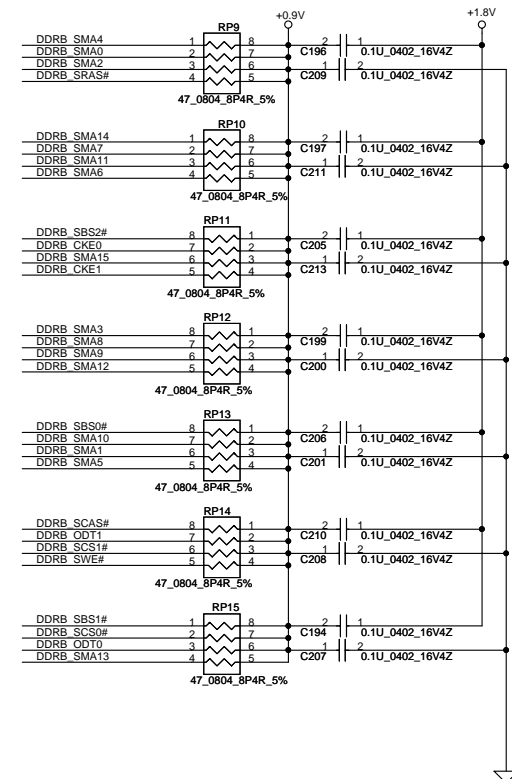 +0.9V +1.8V
RP9
DDRB_SMA4 1 8 2 1
DDRB_SMA0 2 7 C196 0.1U_0402_16V4Z
DDRB_SMA2 3 6 1 2
DDRB_SRAS# 4 5 C209 0.1U_0402_16V4Z
47_0804_8P4R_5%
RP10
DDRB_SMA14 1 8 2 1
DDRB_SMA7 2 7 C197 0.1U_0402_16V4Z
DDRB_SMA11 3 6 1 2
DDRB_SMA6 4 5 C211 0.1U_0402_16V4Z
47_0804_8P4R_5%
RP11
DDRB_SBS2# 8 1 2 1
DDRB_CKE0 7 2 C205 0.1U_0402_16V4Z
DDRB_SMA15 6 3 1 2
DDRB_CKE1 5 4 C213 0.1U_0402_16V4Z
47_0804_8P4R_5%
RP12
DDRB_SMA3 8 1 2 1
DDRB_SMA8 7 2 C199 0.1U_0402_16V4Z
DDRB_SMA9 6 3 1 2
DDRB_SMA12 5 4 C200 0.1U_0402_16V4Z
47_0804_8P4R_5%
RP13
DDRB_SBS0# 8 1 2 1
DDRB_SMA10 7 2 C206 0.1U_0402_16V4Z
DDRB_SMA1 6 3 1 2
DDRB_SMA5 5 4 C201 0.1U_0402_16V4Z
47_0804_8P4R_5%
RP14
DDRB_SCAS# 8 1 2 1
DDRB_ODT1 7 2 C210 0.1U_0402_16V4Z
DDRB_SCS1# 6 3 1 2
DDRB_SWE# 5 4 C208 0.1U_0402_16V4Z
47_0804_8P4R_5%
RP15
DDRB_SBS1# 1 8 2 1
DDRB_SCS0# 2 7 C194 0.1U_0402_16V4Z
DDRB_ODT0 3 6 1 2
DDRB_SMA13 4 5 C207 0.1U_0402_16V4Z
47_0804_8P4R_5%